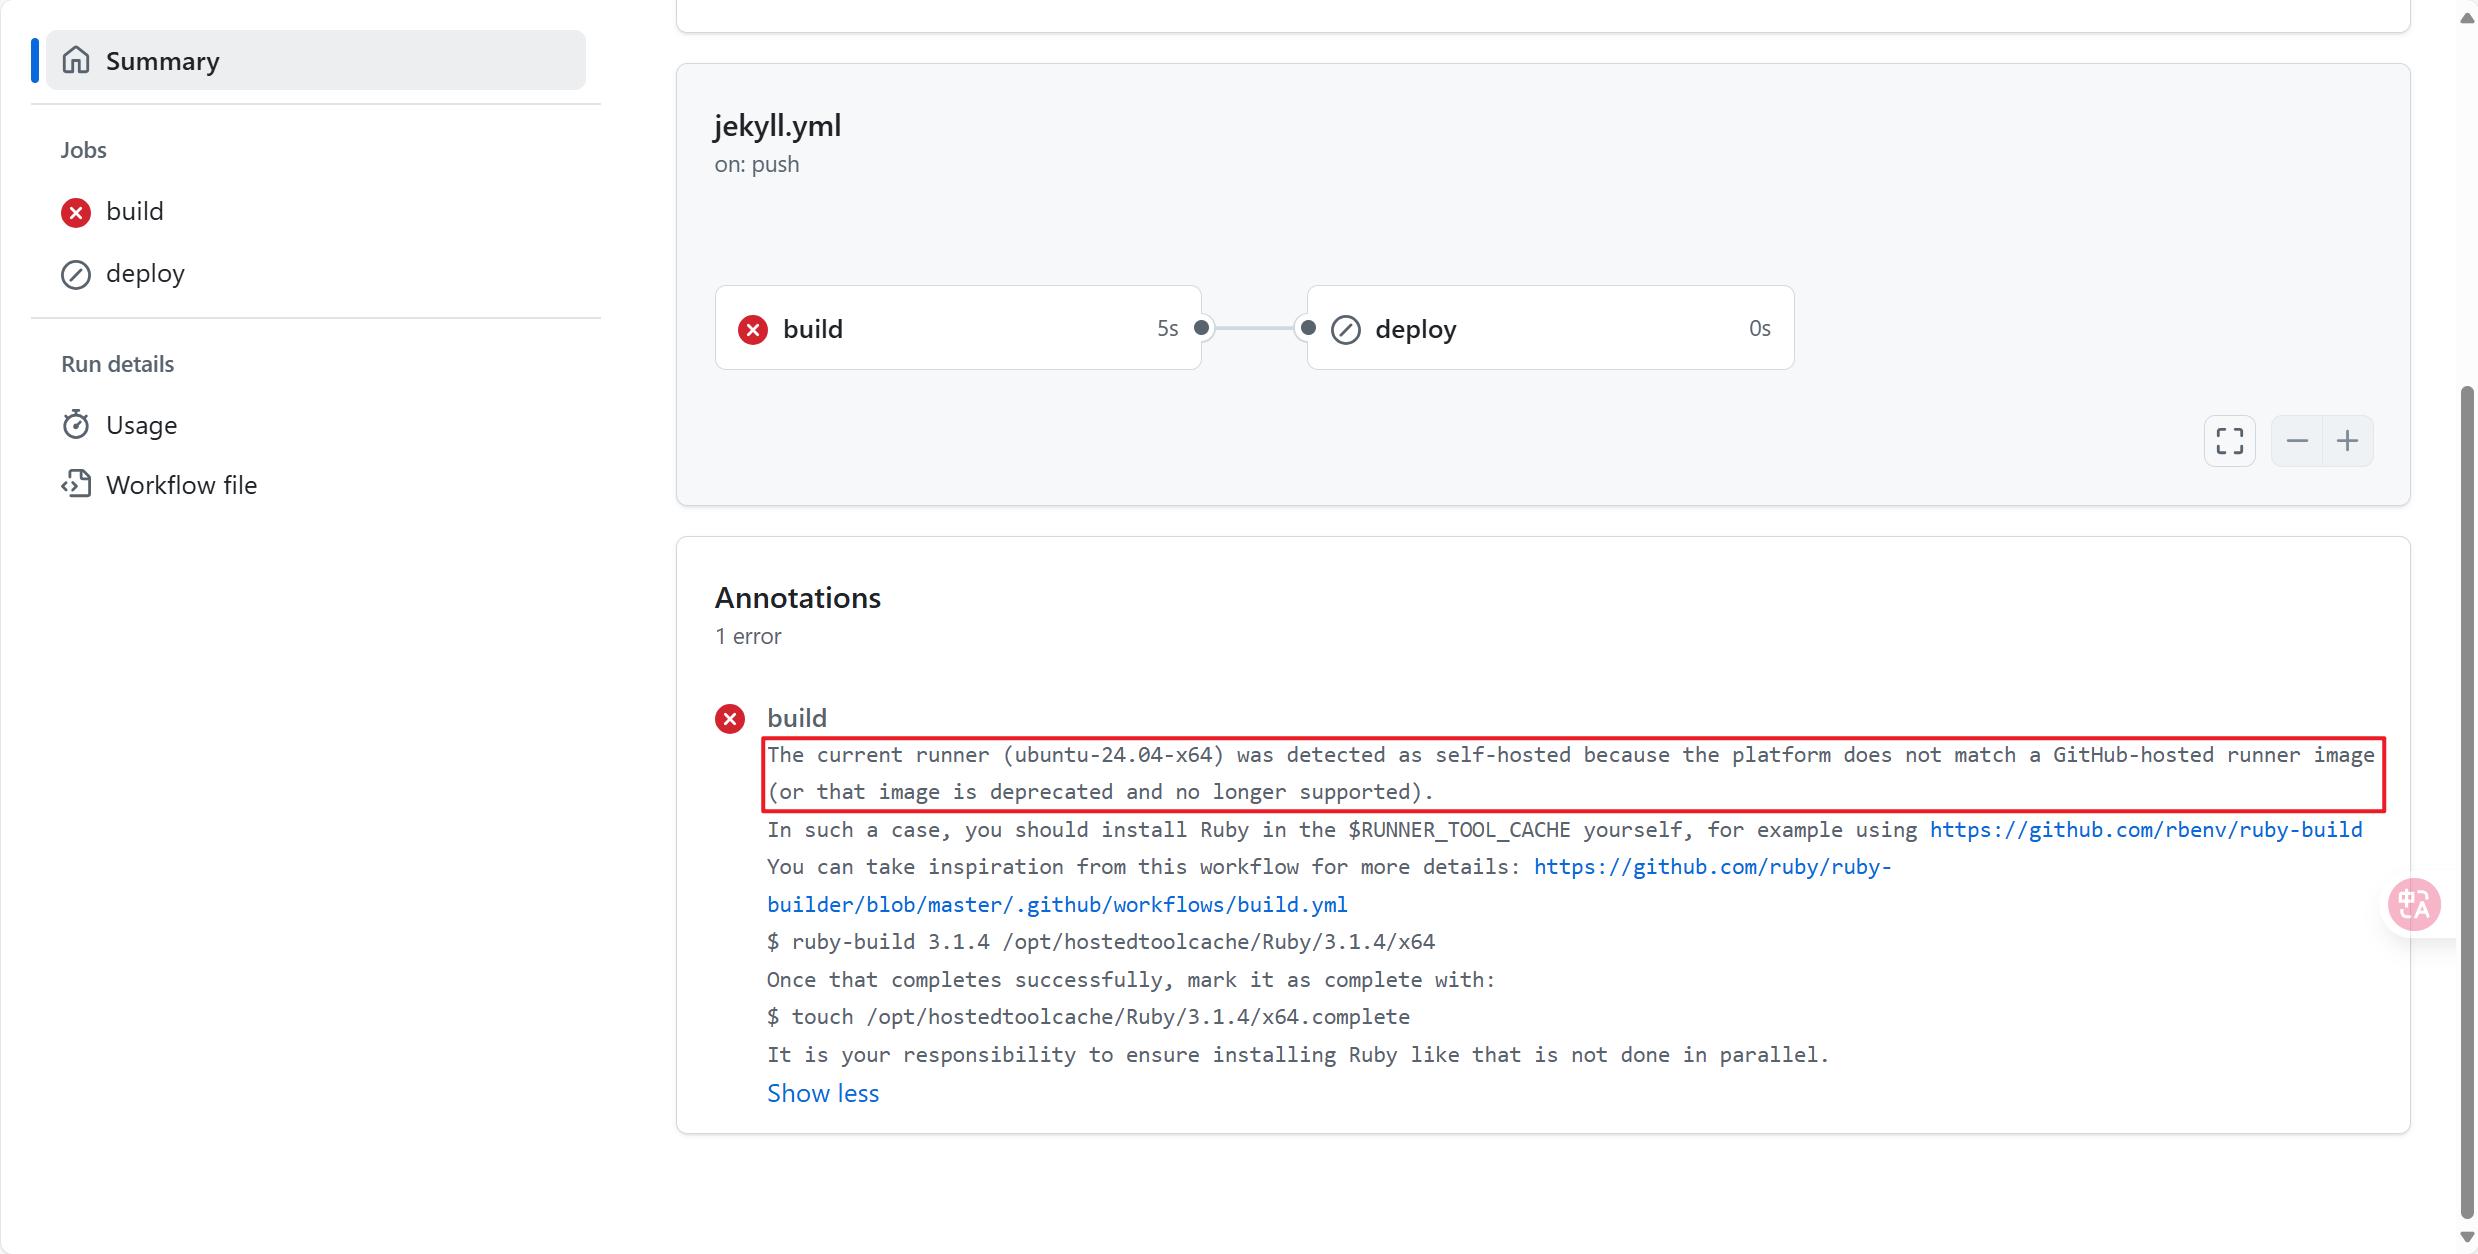 Summary
Jobs
build
deploy
Run details
Usage
Workflow file
jekyll.yml
on: push
build
5s
deploy
0s
Annotations
1 error
build
The current runner (ubuntu-24.04-x64) was detected as self-hosted because the platform does not match a GitHub-hosted runner image
(or that image is deprecated and no longer supported).
In such a case, you should install Ruby in the $RUNNER_TOOL_CACHE yourself, for example using https://github.com/rbenv/ruby-build
You can take inspiration from this workflow for more details: https://github.com/ruby/ruby-
builder/blob/master/.github/workflows/build.yml
$ ruby-build 3.1.4 /opt/hostedtoolcache/Ruby/3.1.4/x64
Once that completes successfully, mark it as complete with:
$ touch /opt/hostedtoolcache/Ruby/3.1.4/x64.complete
It is your responsibility to ensure installing Ruby like that is not done in parallel.
Show less
中A